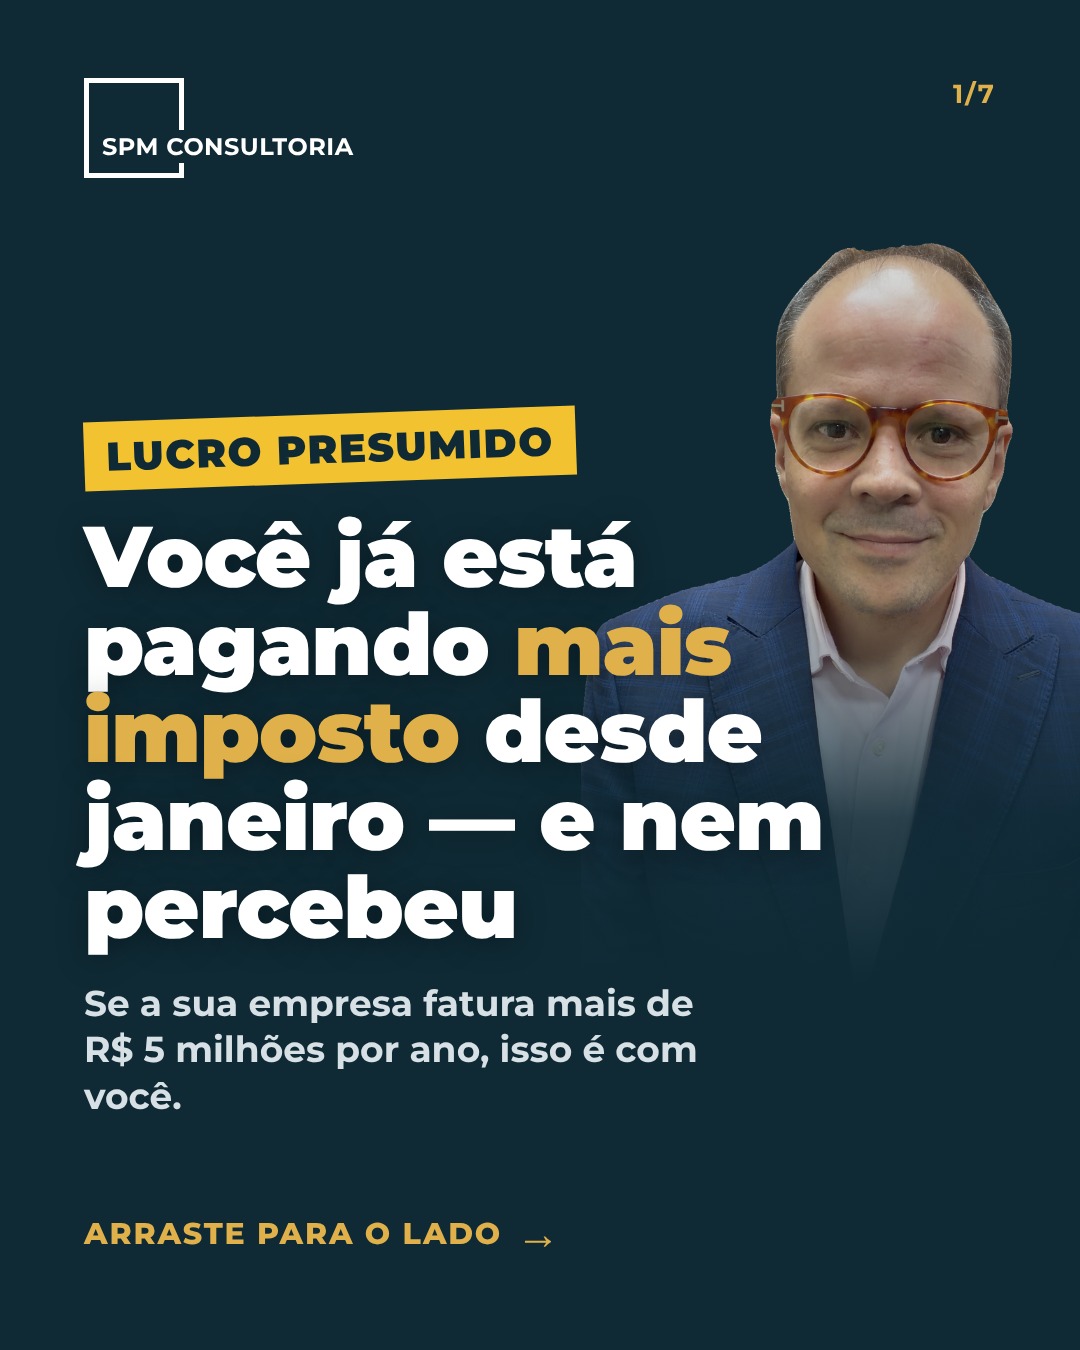 SPM CONSULTORIA
1/7
LUCRO PRESUMIDO
Você já está
pagando mais
imposto desde
janeiro — e nem
percebeu
Se a sua empresa fatura mais de
R$ 5 milhões por ano, isso é com
você.
ARRASTE PARA O LADO →